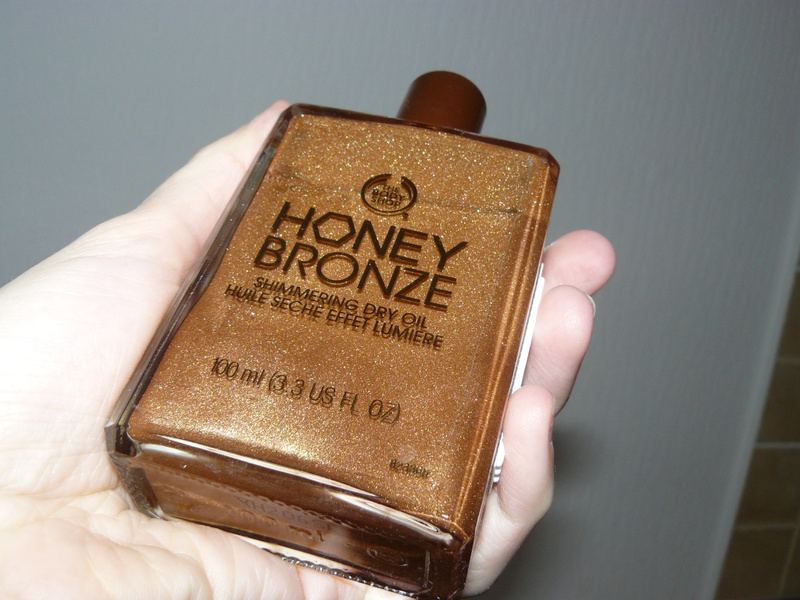 THE
BODY
SHOP
HONEY
BRONZE
SHIMMERING DRY OIL
HUILE SÈCHE EFFET LUMIÈRE
100 ml (3.3 US FL OZ)